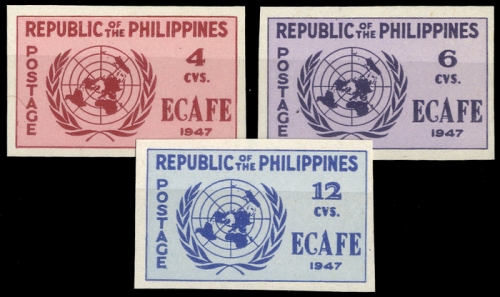 REPUBLIC OF THE PHILIPPINES
POSTAGE
4
CVS.
ECAFE
1947
REPUBLIC OF THE PHILIPPINES
POSTAGE
6
CVS.
ECAFE
1947
REPUBLIC OF THE PHILIPPINES
POSTAGE
12
CVS.
ECAFE
1947